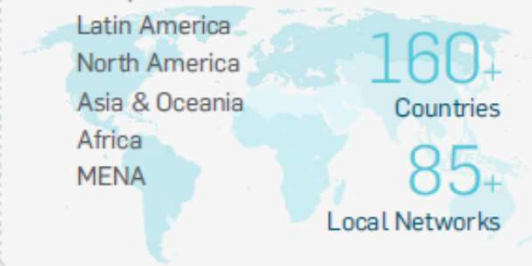 Latin America
North America
Asia & Oceania
Africa
MENA
160+
Countries
85+
Local Networks